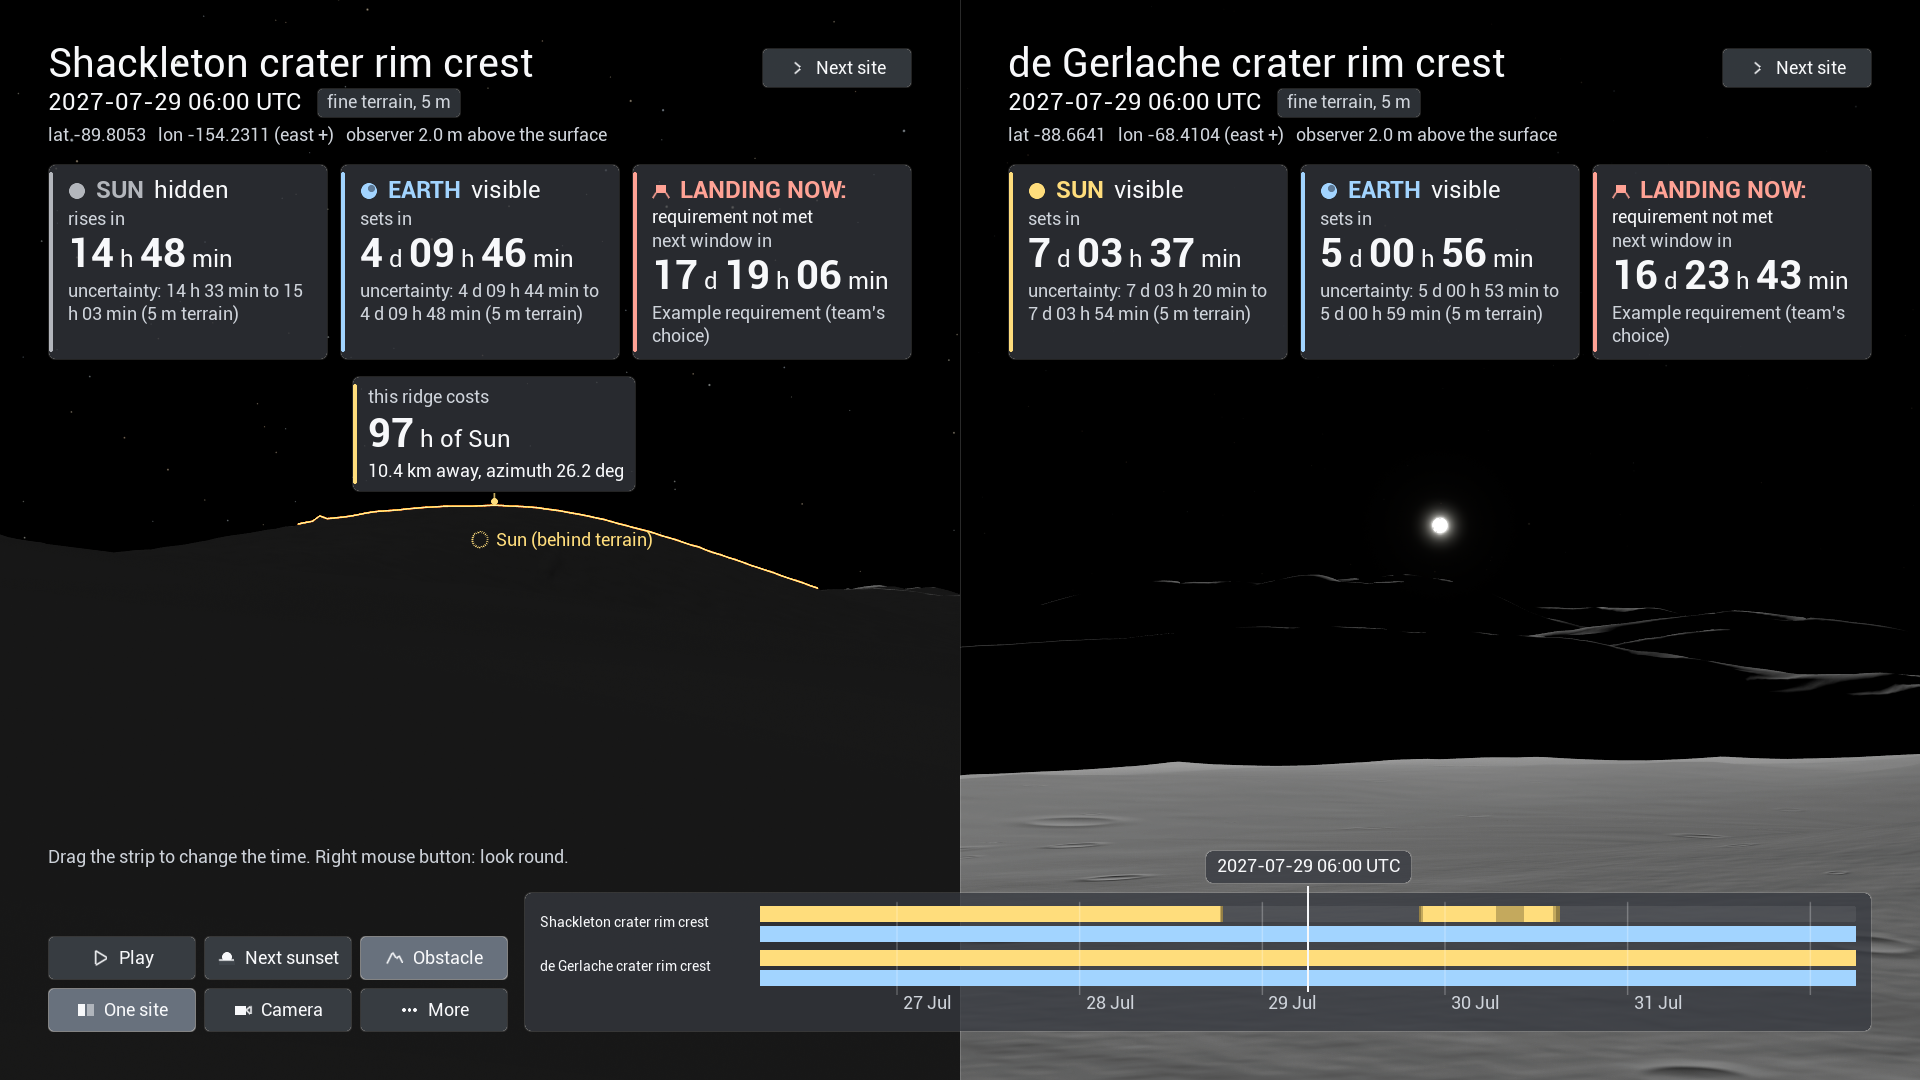 Shackleton crater rim crest
Next site
2027-07-29 06:00 UTC
fine terrain, 5 m
lat -89.8053 lon -154.2311 (east +) observer 2.0 m above the surface
SUN hidden
rises in
14 h 48 min
uncertainty: 14 h 33 min to 15
h 03 min (5 m terrain)
EARTH visible
sets in
4 d 09 h 46 min
uncertainty: 4 d 09 h 44 min to
4 d 09 h 48 min (5 m terrain)
LANDING NOW:
requirement not met
next window in
17 d 19 h 06 min
Example requirement (team's
choice)
this ridge costs
97 h of Sun
10.4 km away, azimuth 26.2 deg
Sun (behind terrain)
de Gerlache crater rim crest
Next site
2027-07-29 06:00 UTC
fine terrain, 5 m
lat -88.6641 lon -68.4104 (east +) observer 2.0 m above the surface
SUN visible
sets in
7 d 03 h 37 min
uncertainty: 7 d 03 h 20 min to
7 d 03 h 54 min (5 m terrain)
EARTH visible
sets in
5 d 00 h 56 min
uncertainty: 5 d 00 h 53 min to
5 d 00 h 59 min (5 m terrain)
LANDING NOW:
requirement not met
next window in
16 d 23 h 43 min
Example requirement (team's
choice)
Drag the strip to change the time. Right mouse button: look round.
Play
Next sunset
Obstacle
One site
Camera
More
2027-07-29 06:00 UTC
Shackleton crater rim crest
de Gerlache crater rim crest
27 Jul
28 Jul
29 Jul
30 Jul
31 Jul